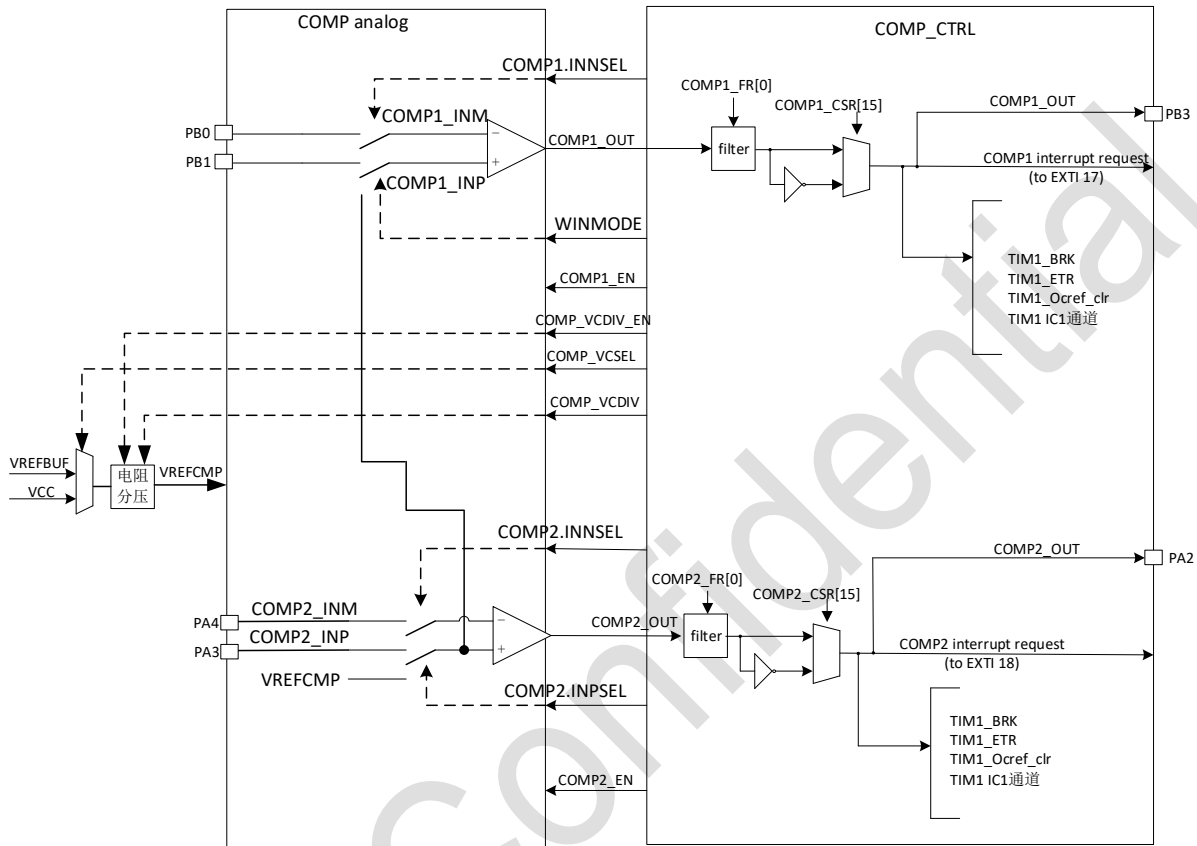 COMP analog
COMP_CTRL
COMP1.INNSEL
COMP1_FR[0]
COMP1_CSR[15]
COMP1_OUT
PB3
PB0
COMP1_INM
−
PB1
+
COMP1_OUT
filter
COMP1 interrupt request
(to EXTI 17)
COMP1_INP
WINMODE
TIM1_BRK
TIM1_ETR
TIM1_Ocref_clr
TIM1 IC1通道
COMP1_EN
COMP_VCDIV_EN
COMP_VCSEL
COMP_VCDIV
VREFBUF
VCC
电阻
分压
VREFCMP
COMP2.INNSEL
COMP2_OUT
PA2
COMP2_FR[0]
COMP2_CSR[15]
PA4
COMP2_INM
−
PA3
COMP2_INP
+
COMP2_OUT
filter
COMP2 interrupt request
(to EXTI 18)
VREFCMP
COMP2.INPSEL
TIM1_BRK
TIM1_ETR
TIM1_Ocref_clr
TIM1 IC1通道
COMP2_EN
Confidential